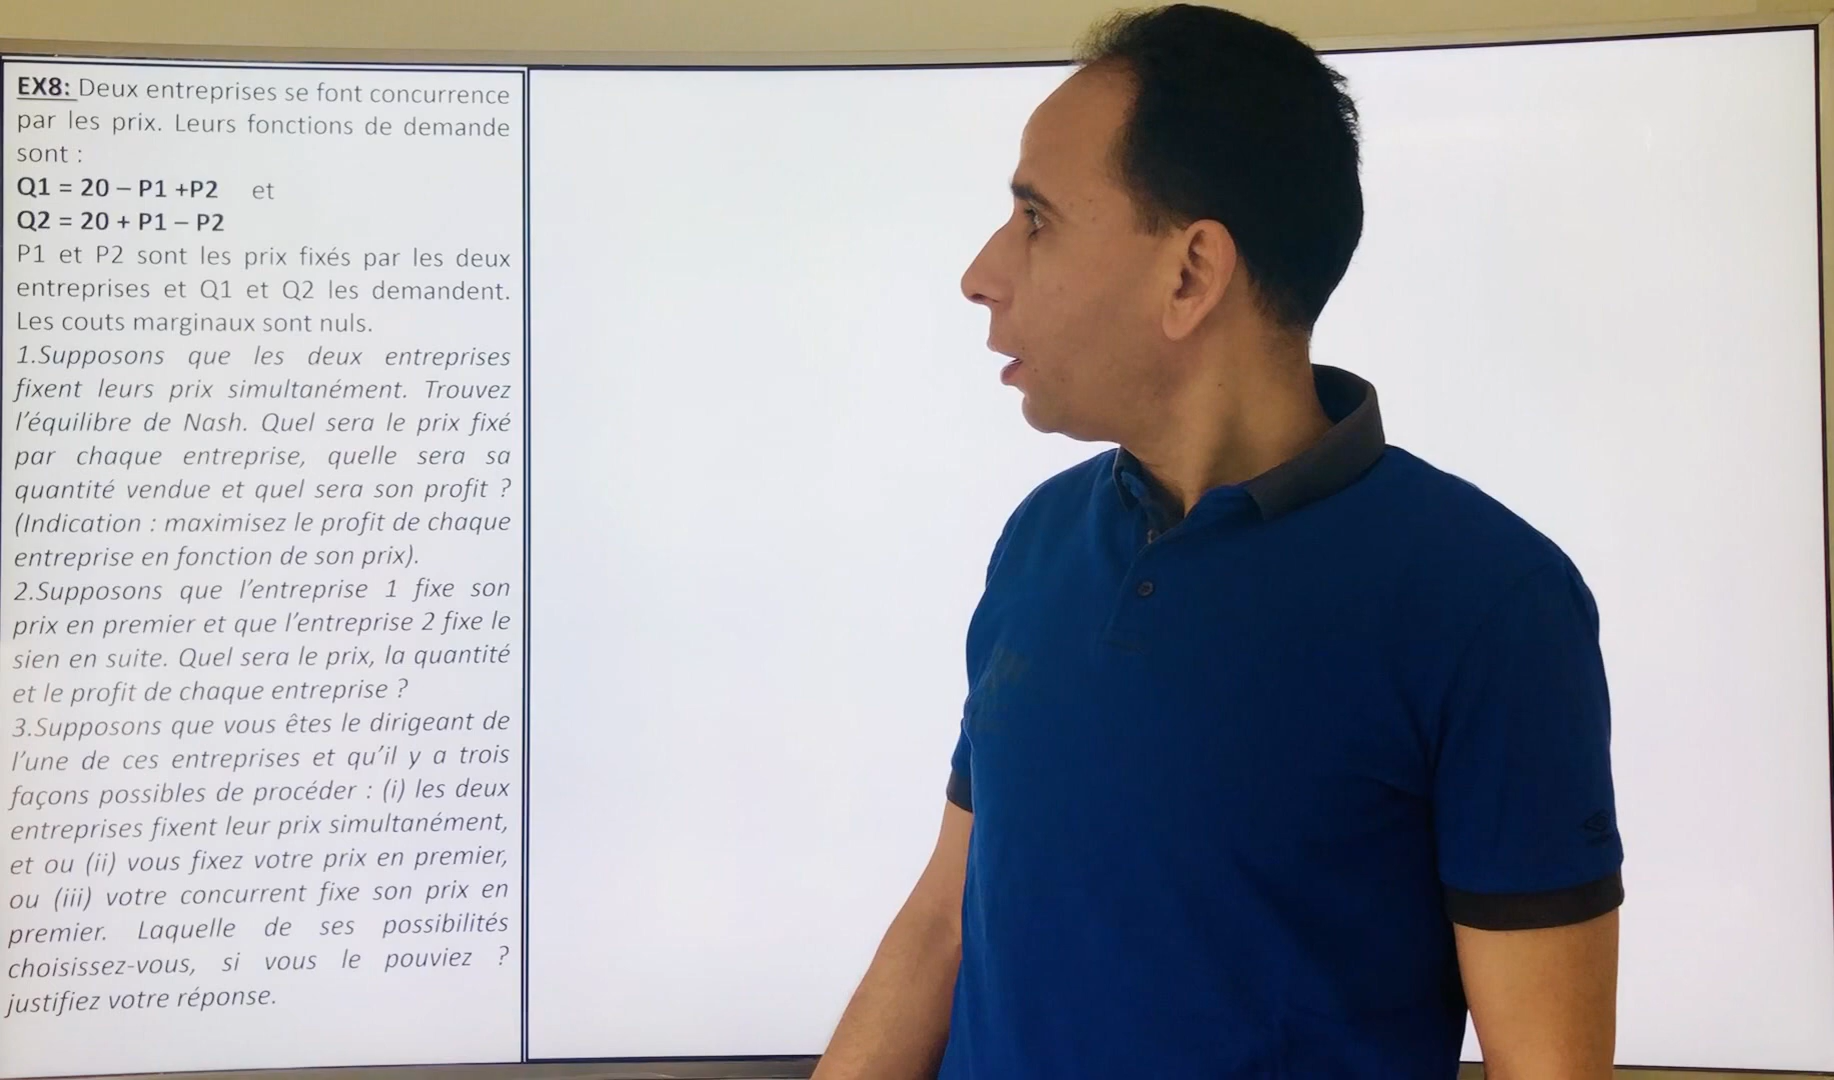 EX8: Deux entreprises se font concurrence
par les prix. Leurs fonctions de demande
sont :
Q1 = 20 – P1 +P2 et
Q2 = 20 + P1 – P2
P1 et P2 sont les prix fixés par les deux
entreprises et Q1 et Q2 les demandent.
Les couts marginaux sont nuls.
1.Supposons que les deux entreprises
fixent leurs prix simultanément. Trouvez
l'équilibre de Nash. Quel sera le prix fixé
par chaque entreprise, quelle sera sa
quantité vendue et quel sera son profit ?
(Indication : maximisez le profit de chaque
entreprise en fonction de son prix).
2.Supposons que l'entreprise 1 fixe son
prix en premier et que l'entreprise 2 fixe le
sien en suite. Quel sera le prix, la quantité
et le profit de chaque entreprise ?
3.Supposons que vous êtes le dirigeant de
l'une de ces entreprises et qu'il y a trois
façons possibles de procéder : (i) les deux
entreprises fixent leur prix simultanément,
et ou (ii) vous fixez votre prix en premier,
ou (iii) votre concurrent fixe son prix en
premier. Laquelle de ses possibilités
choisissez-vous, si vous le pouviez ?
justifiez votre réponse.